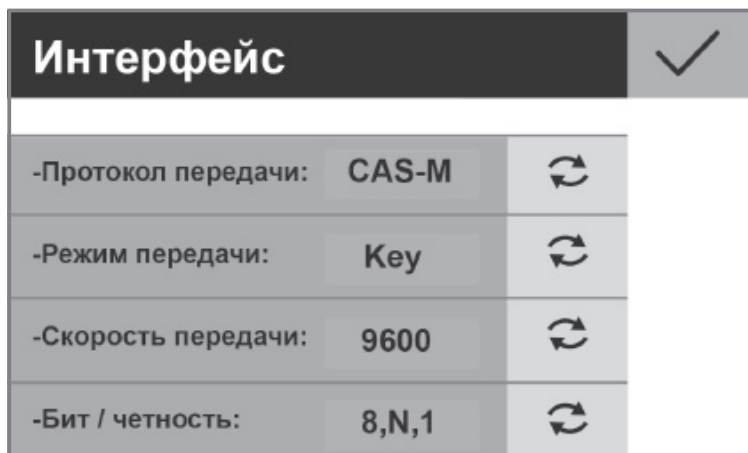 Интерфейс
-Протокол передачи: CAS-M
-Режим передачи: Key
-Скорость передачи: 9600
-Бит / четность: 8,N,1